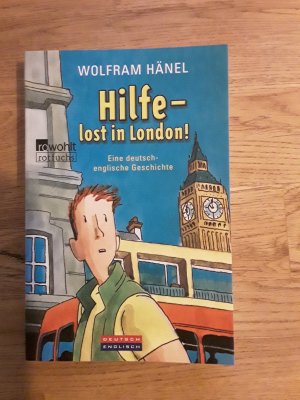 WOLFRAM HÄNEL
Hilfe–
lost in London!
rowohlt
rotfuchs
Eine deutsch-
englische Geschichte
DEUTSCH
ENGLISCH